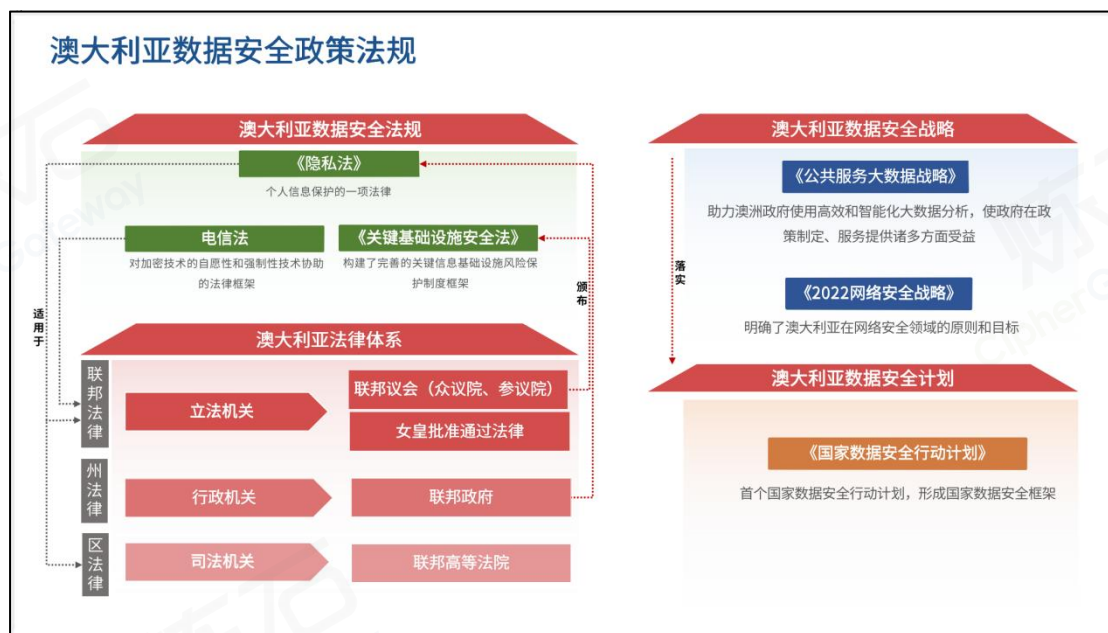 澳大利亚数据安全政策法规
澳大利亚数据安全法规
《隐私法》
个人信息保护的一项法律
电信法
对加密技术的自愿性和强制性技术协助
的法律框架
《关键基础设施安全法》
构建了完善的关键信息基础设施风险保
护制度框架
适用于
颁布
澳大利亚法律体系
联邦法律
立法机关
联邦议会（众议院、参议院）
女皇批准通过法律
州法律
行政机关
联邦政府
区法律
司法机关
联邦高等法院
澳大利亚数据安全战略
《公共服务大数据战略》
助力澳洲政府使用高效和智能化大数据分析，使政府在政
策制定、服务提供诸多方面受益
落实
《2022网络安全战略》
明确了澳大利亚在网络安全领域的原则和目标
澳大利亚数据安全计划
《国家数据安全行动计划》
首个国家数据安全行动计划，形成国家数据安全框架